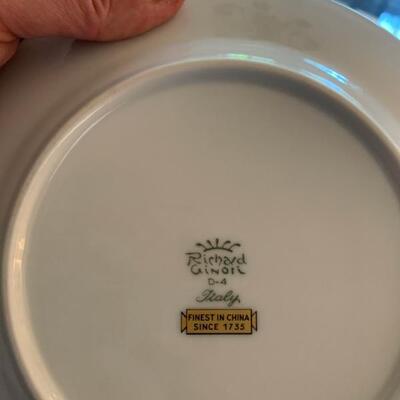 Richard
Ginori
D-4
Italy
FINEST IN CHINA
SINCE 1735